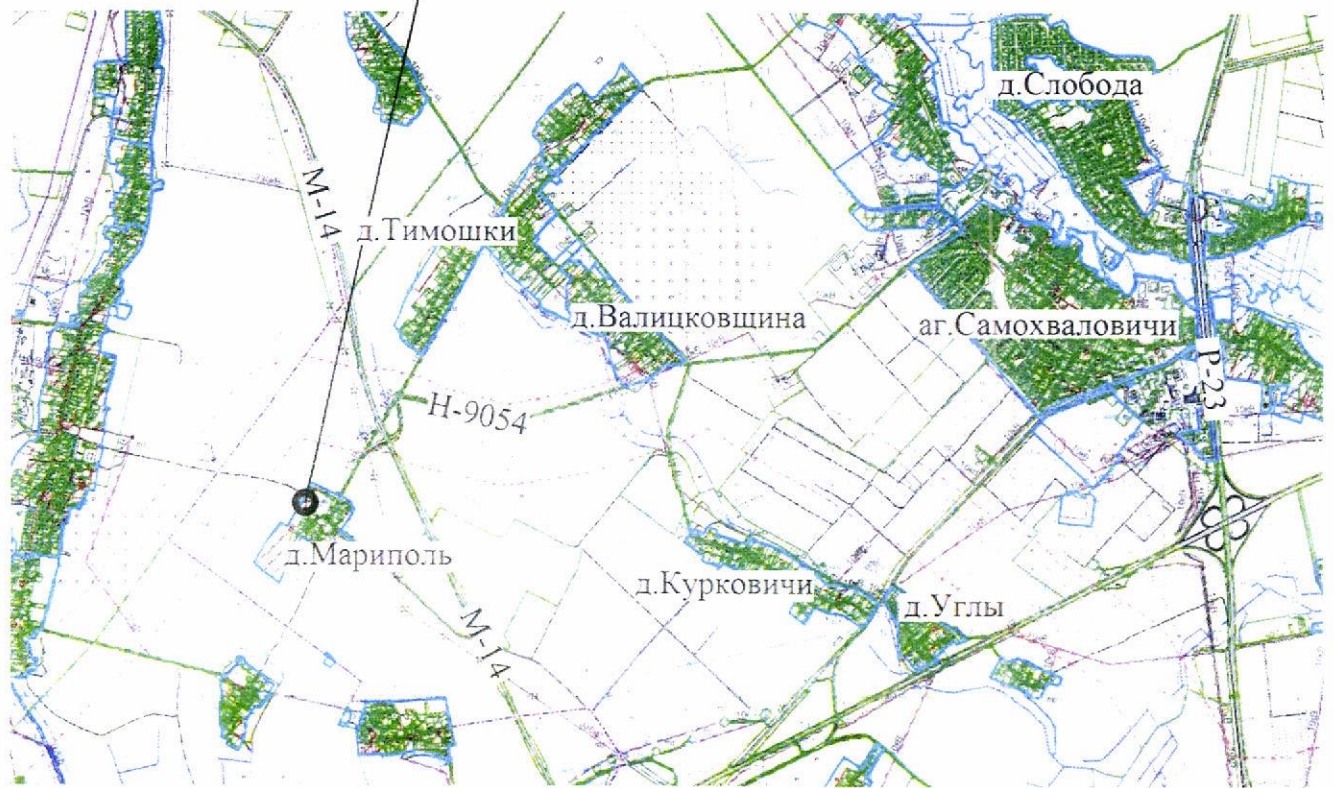 д.Слобода
М-14
д.Тимошки
д.Валицковщина
аг.Самохваловичи
Р-23
Н-9054
д.Мариполь
д.Курковичи
д.Углы
М-14